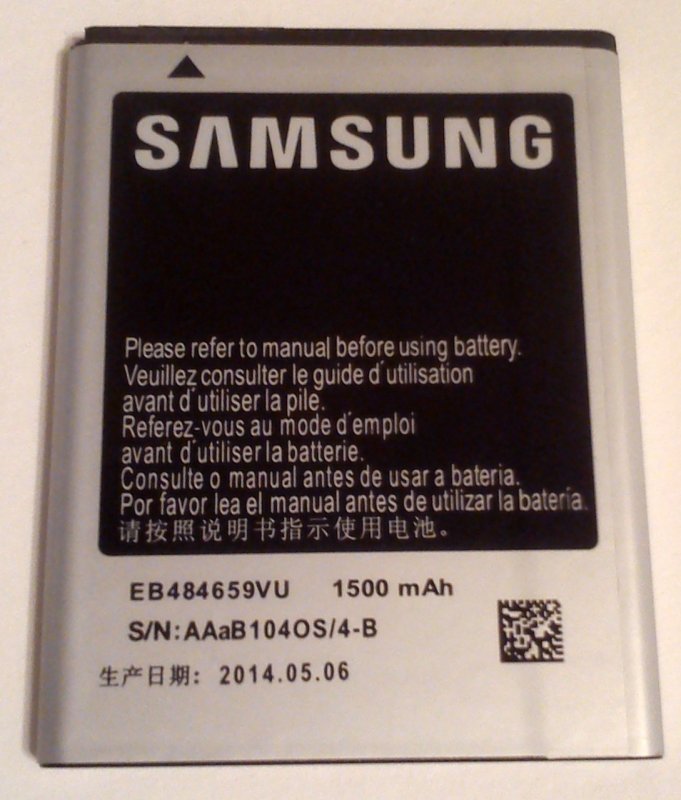 SAMSUNG
Please refer to manual before using battery.
Veuillez consulter le guide d'utilisation
avant d'utiliser la pile.
Referez-vous au mode d'emploi
avant d'utiliser la batterie.
Consulte o manual antes de usar a bateria.
Por favor lea el manual antes de utilizar la batería.
请按照说明书指示使用电池。
EB484659VU 1500 mAh
S/N:AAaB104OS/4-B
生产日期: 2014.05.06